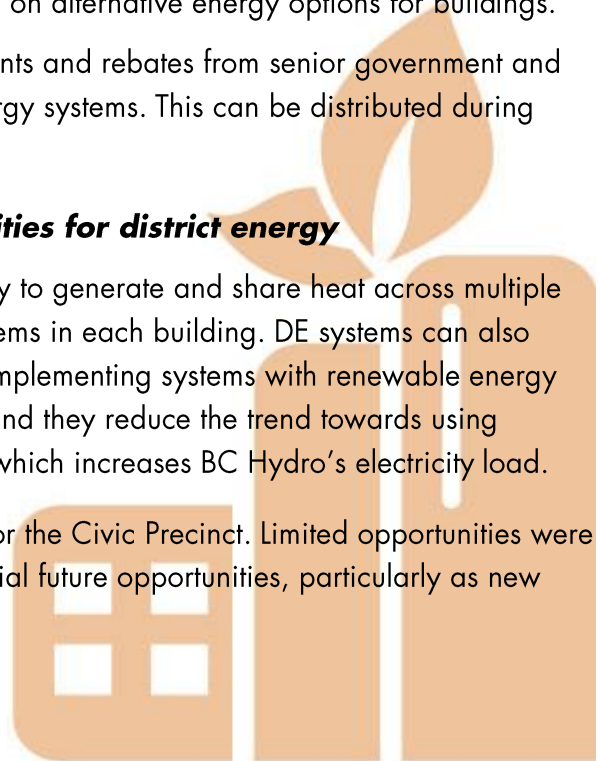 on alternative energy options for buildings.
nts and rebates from senior government and
rgy systems. This can be distributed during
ities for district energy
y to generate and share heat across multiple
ems in each building. DE systems can also
mplementing systems with renewable energy
nd they reduce the trend towards using
which increases BC Hydro’s electricity load.
or the Civic Precinct. Limited opportunities were
ial future opportunities, particularly as new